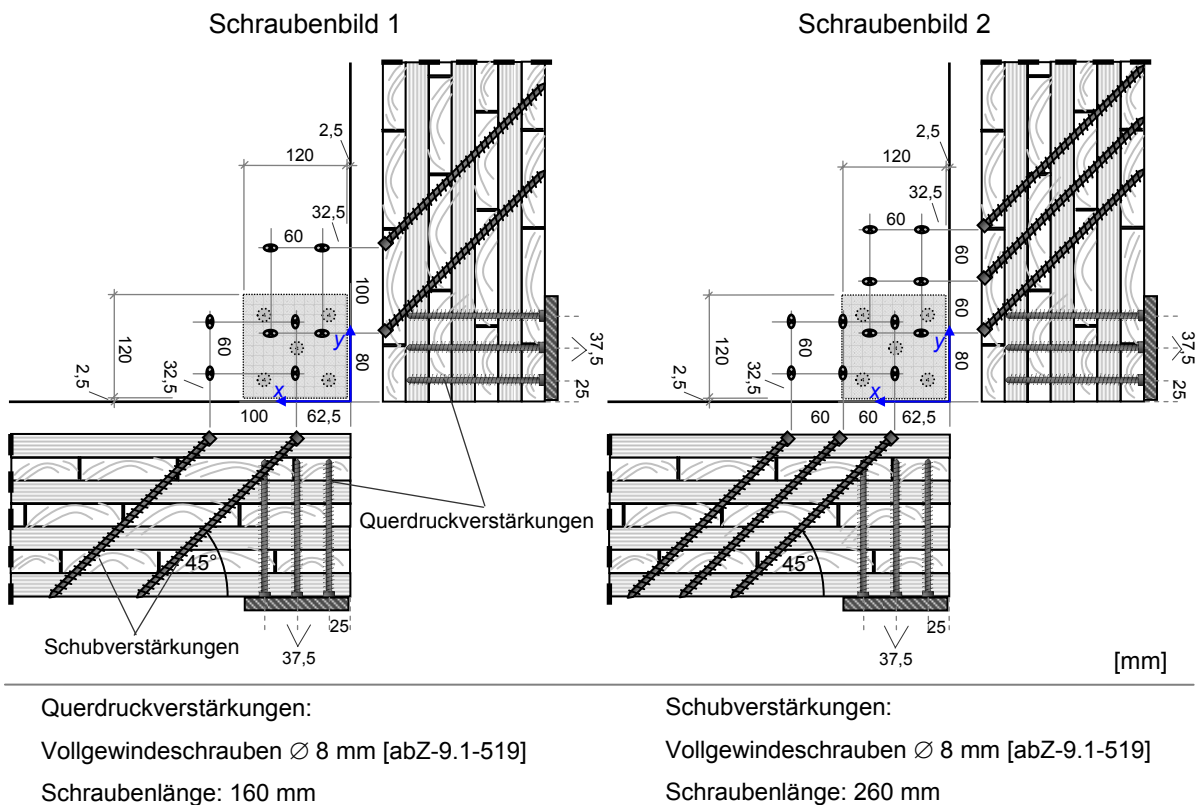 Schraubenbild 1
Schraubenbild 2
2,5
120
32,5
60
100
y
80
60
120
32,5
2,5
x
100
62,5
37,5
25
2,5
120
32,5
60
60
60
y
80
60
120
32,5
2,5
x
60
60
62,5
37,5
25
Querdruckverstärkungen
45°
45°
Schubverstärkungen
25
37,5
25
37,5
[mm]
Querdruckverstärkungen:
Vollgewindeschrauben ∅ 8 mm [abZ-9.1-519]
Schraubenlänge: 160 mm
Schubverstärkungen:
Vollgewindeschrauben ∅ 8 mm [abZ-9.1-519]
Schraubenlänge: 260 mm